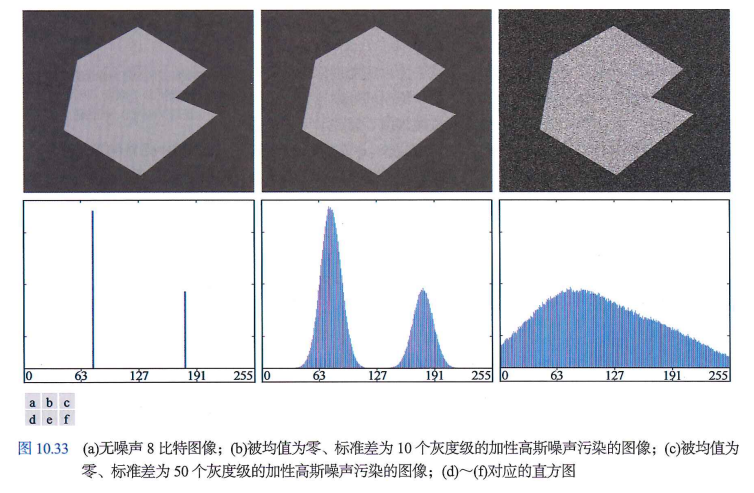 0 63 127 191 255
0 63 127 191 255
0 63 127 191 255
a b c
d e f
图 10.33 (a)无噪声 8 比特图像；(b)被均值为零、标准差为 10 个灰度级的加性高斯噪声污染的图像；(c)被均值为
零、标准差为 50 个灰度级的加性高斯噪声污染的图像；(d)～(f)对应的直方图